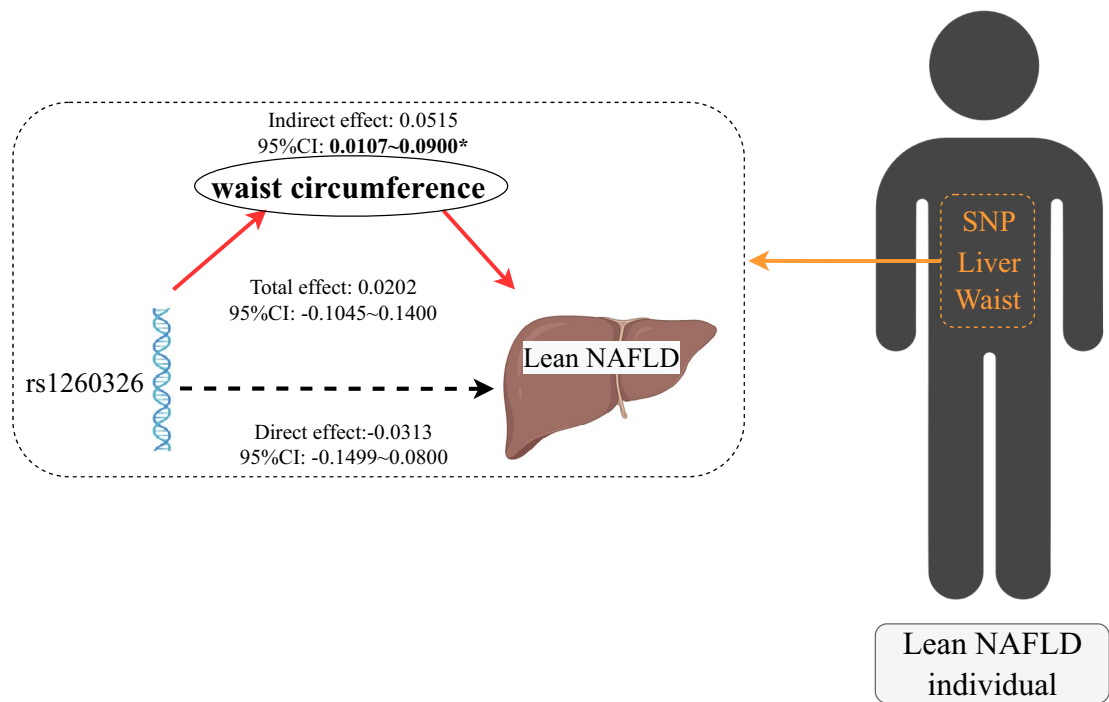 Indirect effect: 0.0515
95%CI: 0.0107~0.0900*
waist circumference
Total effect: 0.0202
95%CI: -0.1045~0.1400
rs1260326
Lean NAFLD
Direct effect:-0.0313
95%CI: -0.1499~0.0800
SNP
Liver
Waist
Lean NAFLD
individual